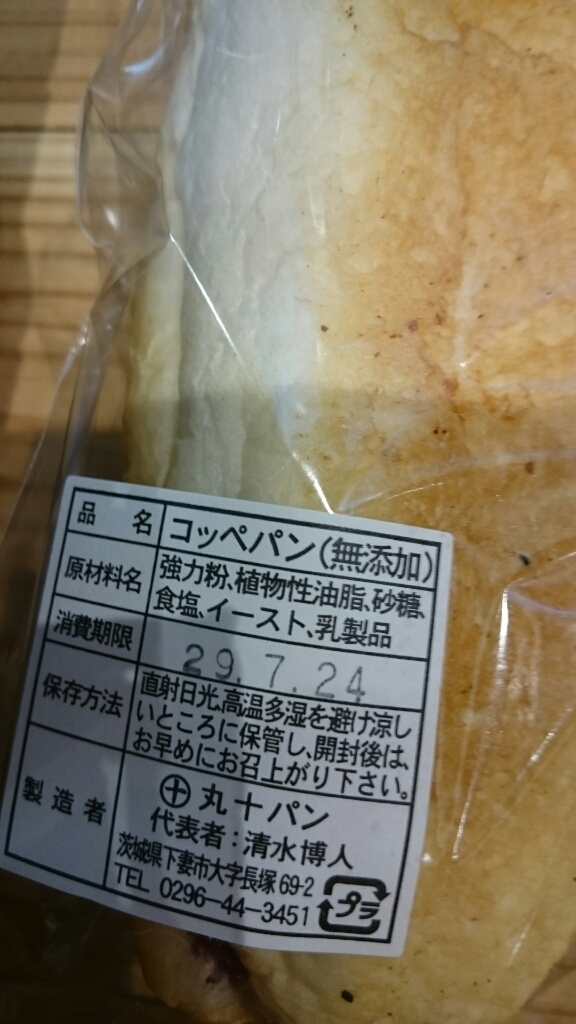 品名 コッペパン(無添加)
原材料名 強力粉、植物性油脂、砂糖、
食塩、イースト、乳製品
消費期限 29.7.24
保存方法 直射日光、高温多湿を避け涼し
いところに保管し、開封後は、
お早めにお召上がり下さい。
製造者 ㊉丸十パン
代表者:清水博人
茨城県下妻市大字長塚69-2
TEL 0296-44-3451
プラ